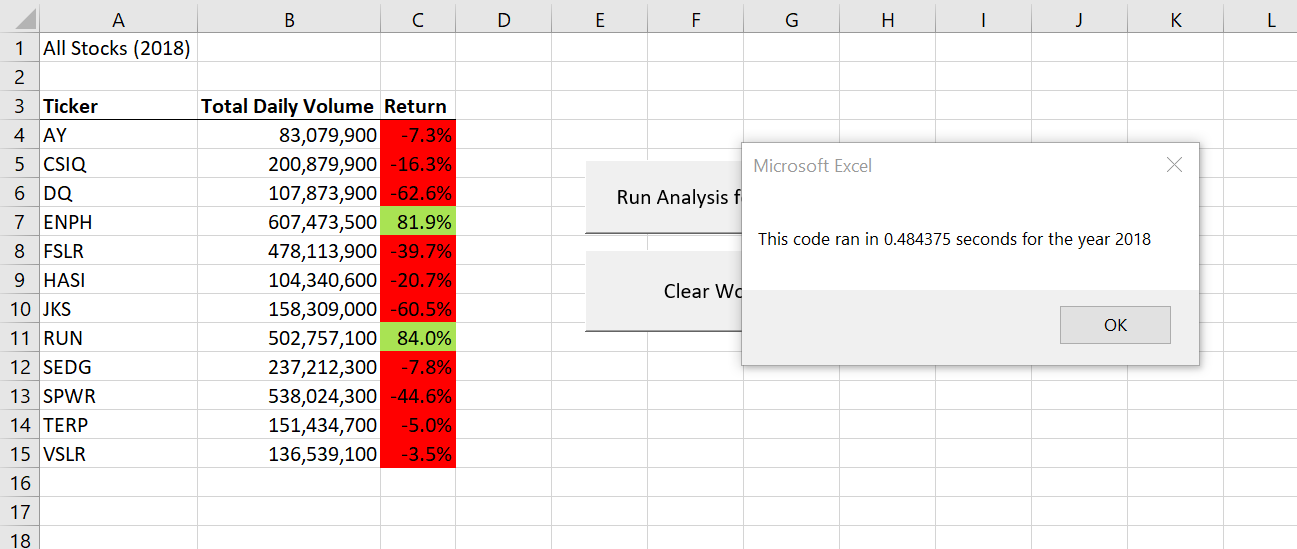 A B C D E F G H I J K L
1 All Stocks (2018)
2
3 Ticker Total Daily Volume Return
4 AY 83,079,900 -7.3%
5 CSIQ 200,879,900 -16.3%
6 DQ 107,873,900 -62.6%
7 ENPH 607,473,500 81.9%
8 FSLR 478,113,900 -39.7%
9 HASI 104,340,600 -20.7%
10 JKS 158,309,000 -60.5%
11 RUN 502,757,100 84.0%
12 SEDG 237,212,300 -7.8%
13 SPWR 538,024,300 -44.6%
14 TERP 151,434,700 -5.0%
15 VSLR 136,539,100 -3.5%
16
17
18
Run Analysis f
Clear Wo
Microsoft Excel
This code ran in 0.484375 seconds for the year 2018
OK